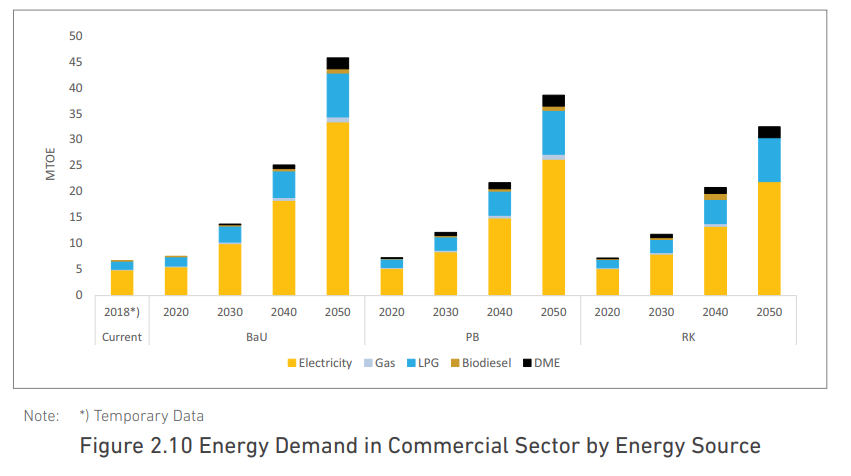 50
45
40
35
30
25
20
15
10
5
0
MTOE
2018*) 2020 2030 2040 2050 2020 2030 2040 2050 2020 2030 2040 2050
Current BaU PB RK
Electricity Gas LPG Biodiesel DME
Note: *) Temporary Data
Figure 2.10 Energy Demand in Commercial Sector by Energy Source